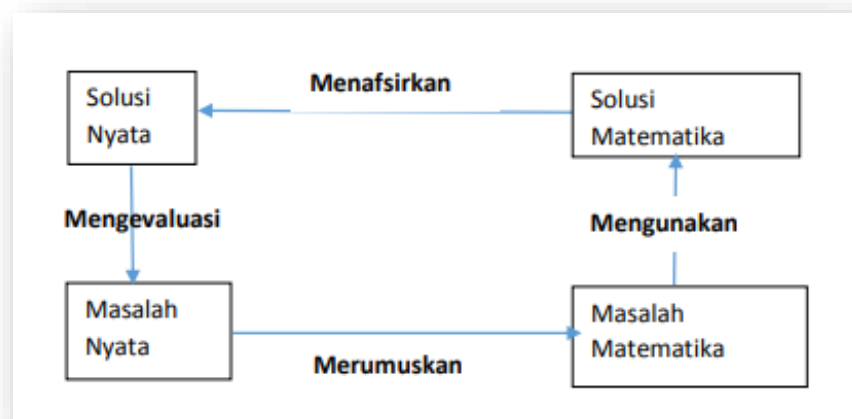 Menafsirkan
Solusi
Nyata
Solusi
Matematika
Mengevaluasi
Mengunakan
Masalah
Nyata
Masalah
Matematika
Merumuskan